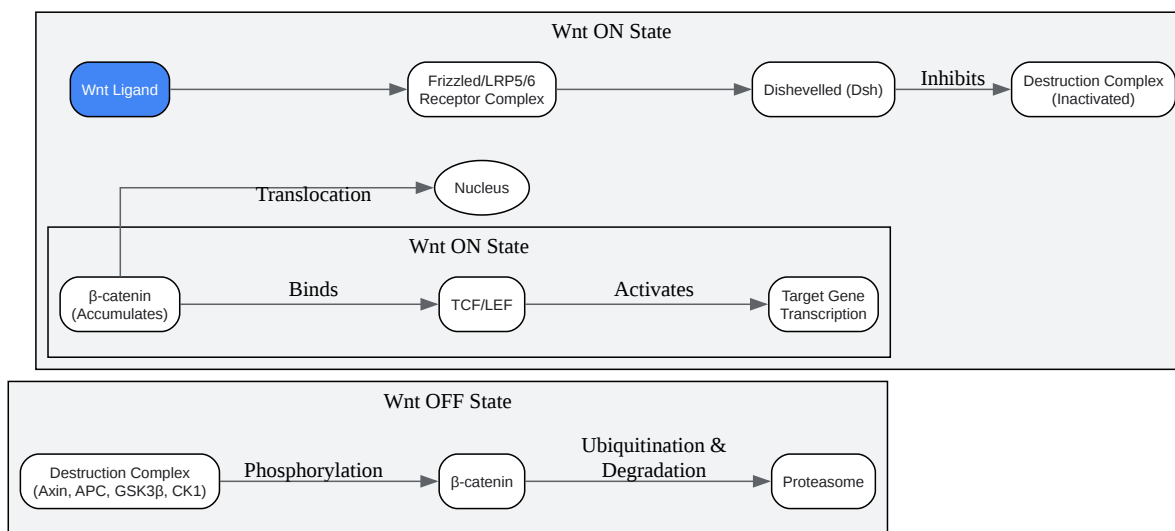 Wnt ON State
Wnt Ligand
Frizzled/LRP5/6
Receptor Complex
Dishevelled (Dsh)
Inhibits
Destruction Complex
(Inactivated)
Translocation
Nucleus
Wnt ON State
β-catenin
(Accumulates)
Binds
TCF/LEF
Activates
Target Gene
Transcription
Wnt OFF State
Destruction Complex
(Axin, APC, GSK3β, CK1)
Phosphorylation
β-catenin
Ubiquitination &
Degradation
Proteasome